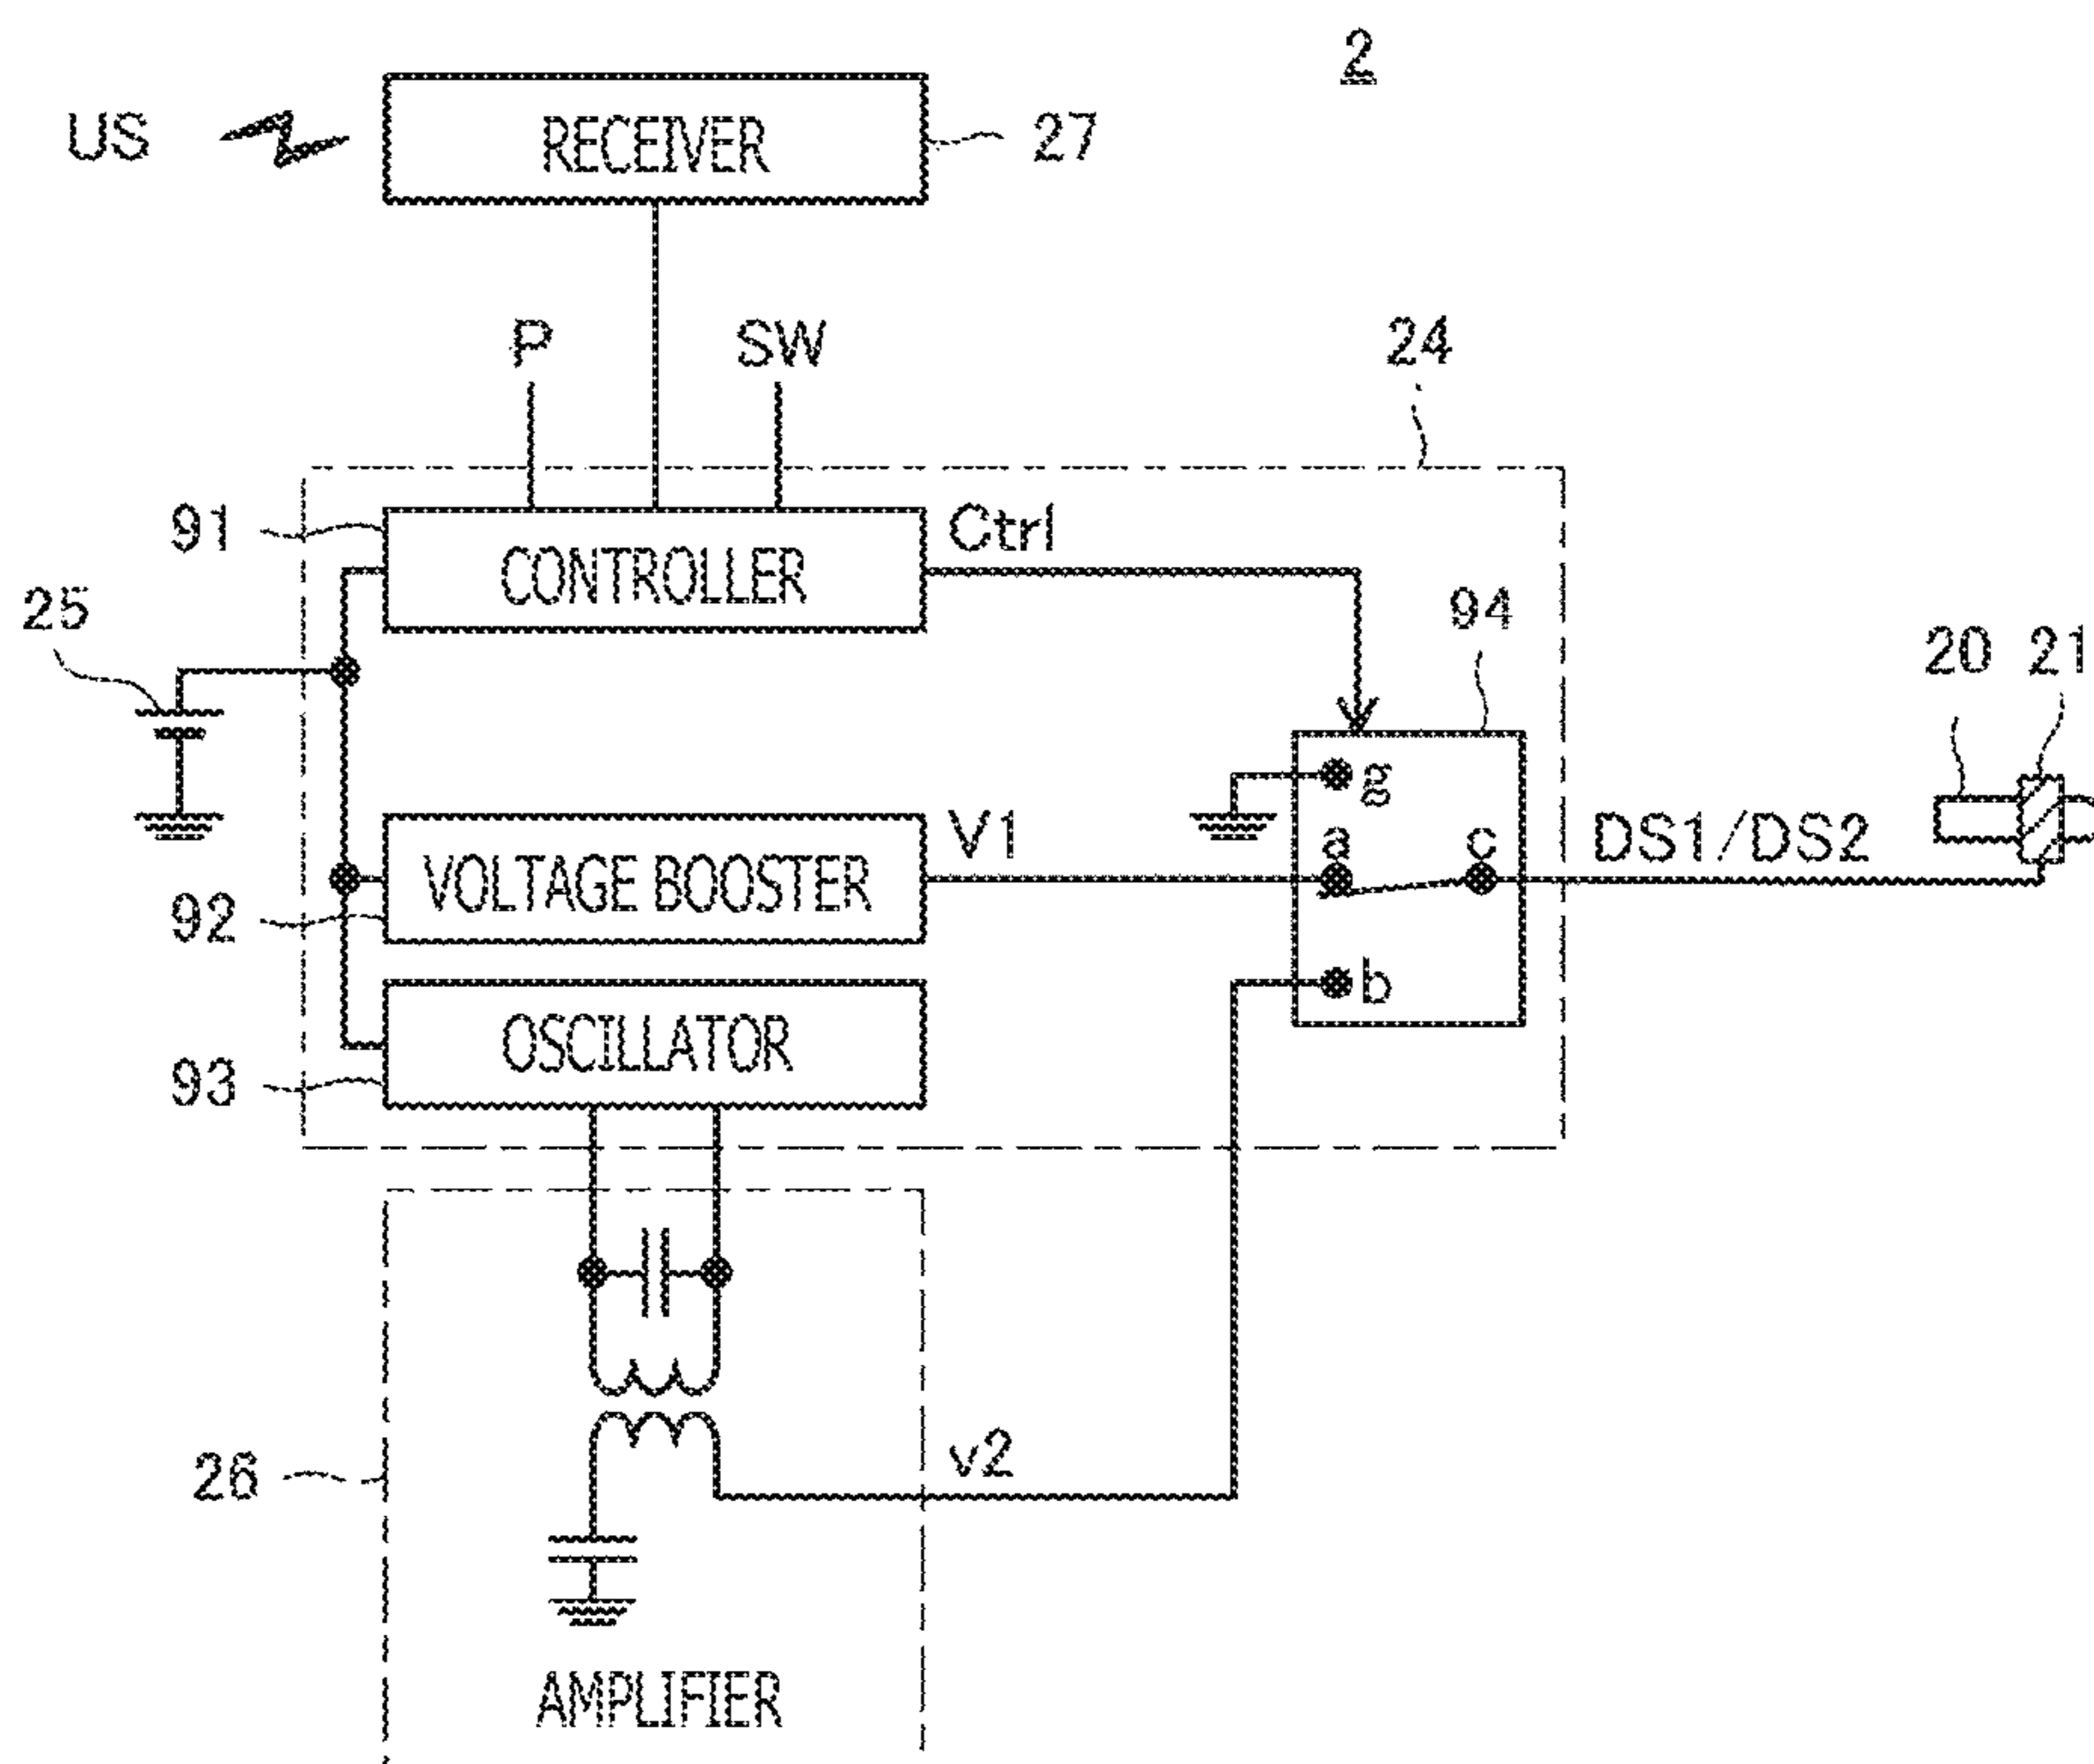 2
US
RECEIVER
27
P
SW
24
91
Ctrl
CONTROLLER
25
94
20
21
g
V1
a
c
DS1/DS2
VOLTAGE BOOSTER
92
b
OSCILLATOR
93
v2
26
AMPLIFIER